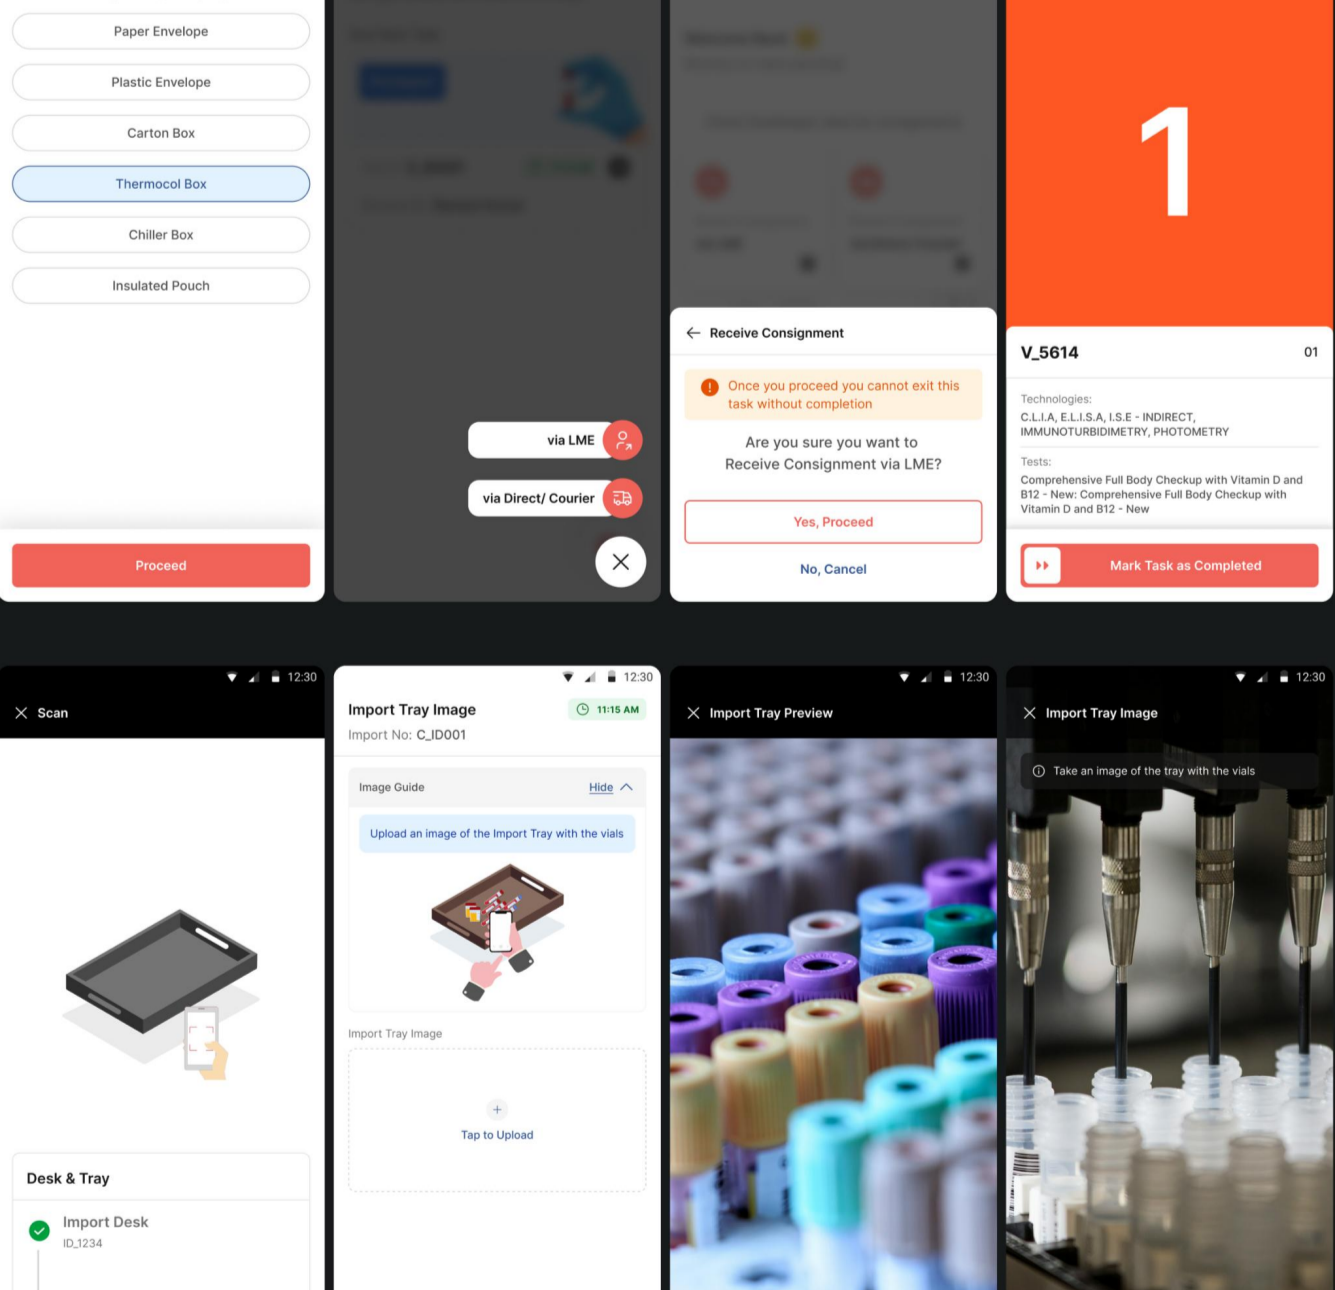 Paper Envelope
Plastic Envelope
Carton Box
Thermocol Box
Chiller Box
Insulated Pouch
Proceed
via LME
via Direct/ Courier
Receive Consignment
Once you proceed you cannot exit this
task without completion
Are you sure you want to
Receive Consignment via LME?
Yes, Proceed
No, Cancel
1
V_5614
01
Technologies:
C.L.I.A, E.L.I.S.A, I.S.E - INDIRECT,
IMMUNOTURBIDIMETRY, PHOTOMETRY
Tests:
Comprehensive Full Body Checkup with Vitamin D and
B12 - New: Comprehensive Full Body Checkup with
Vitamin D and B12 - New
Mark Task as Completed
12:30
Scan
Desk & Tray
Import Desk
ID_1234
12:30
Import Tray Image
11:15 AM
Import No: C_ID001
Image Guide
Hide
Upload an image of the Import Tray with the vials
Import Tray Image
Tap to Upload
12:30
Import Tray Preview
12:30
Import Tray Image
Take an image of the tray with the vials